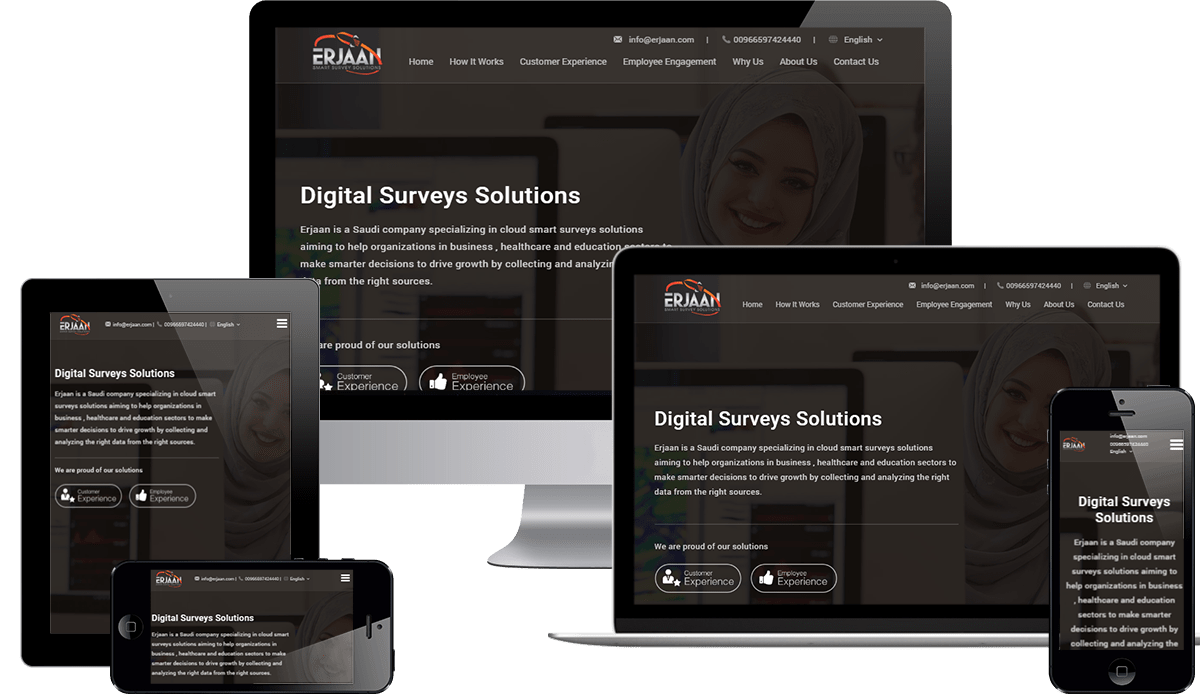 ERJAAN
SMART SURVEY SOLUTIONS
info@erjaan.com | 00966597424440 | English
Home How It Works Customer Experience Employee Engagement Why Us About Us Contact Us
Digital Surveys Solutions
Erjaan is a Saudi company specializing in cloud smart surveys solutions
aiming to help organizations in business , healthcare and education sectors to
make smarter decisions to drive growth by collecting and analyzing
data from the right sources.
are proud of our solutions
Customer
Experience
Employee
Experience
ERJAAN
SMART SURVEY SOLUTIONS
info@erjaan.com | 00966597424440 | English
Home How It Works Customer Experience Employee Engagement Why Us About Us Contact Us
Digital Surveys Solutions
Erjaan is a Saudi company specializing in cloud smart surveys solutions
aiming to help organizations in business , healthcare and education sectors to
make smarter decisions to drive growth by collecting and analyzing the right
data from the right sources.
We are proud of our solutions
Customer
Experience
Employee
Experience
ERJAAN
info@erjaan.com | 00966597424440 | English
Digital Surveys Solutions
Erjaan is a Saudi company specializing in cloud smart
surveys solutions aiming to help organizations in
business , healthcare and education sectors to make
smarter decisions to drive growth by collecting and
analyzing the right data from the right sources.
We are proud of our solutions
Customer
Experience
Employee
Experience
ERJAAN
info@erjaan.com | 00966597424440 | English
Digital Surveys Solutions
Erjaan is a Saudi company specializing in cloud smart
surveys solutions aiming to help organizations in
business , healthcare and education sectors to make
smarter decisions to drive growth by collecting and
analyzing the right data from the right sources.
ERJAAN
info@erjaan.com
00966597424440
English
Digital Surveys
Solutions
Erjaan is a Saudi company
specializing in cloud smart
surveys solutions aiming to
help organizations in business
, healthcare and education
sectors to make smarter
decisions to drive growth by
collecting and analyzing the